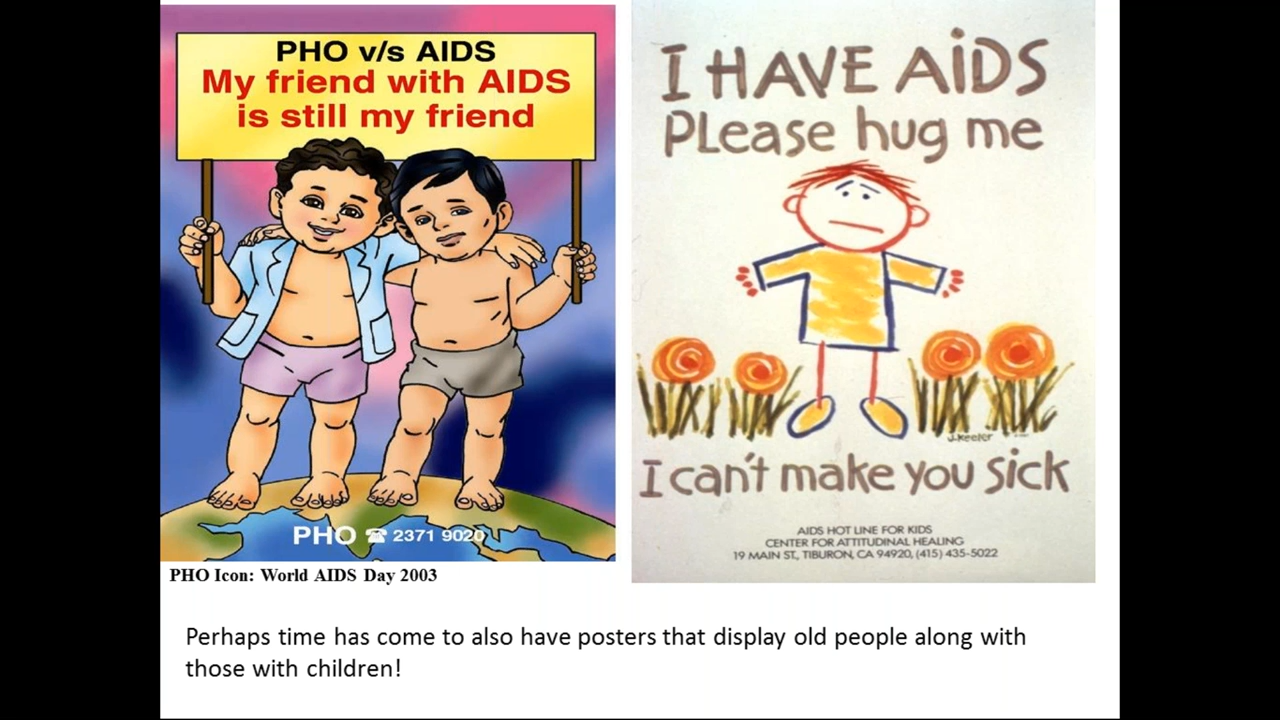 PHO v/s AIDS
My friend with AIDS
is still my friend
PHO ☎ 2371 9020
PHO Icon: World AIDS Day 2003
I HAVE AiDS
PLease hug me
J.Keeler
I can't make you sick
AIDS HOT LINE FOR KIDS
CENTER FOR ATTITUDINAL HEALING
19 MAIN ST., TIBURON, CA 94920, (415) 435-5022
Perhaps time has come to also have posters that display old people along with
those with children!